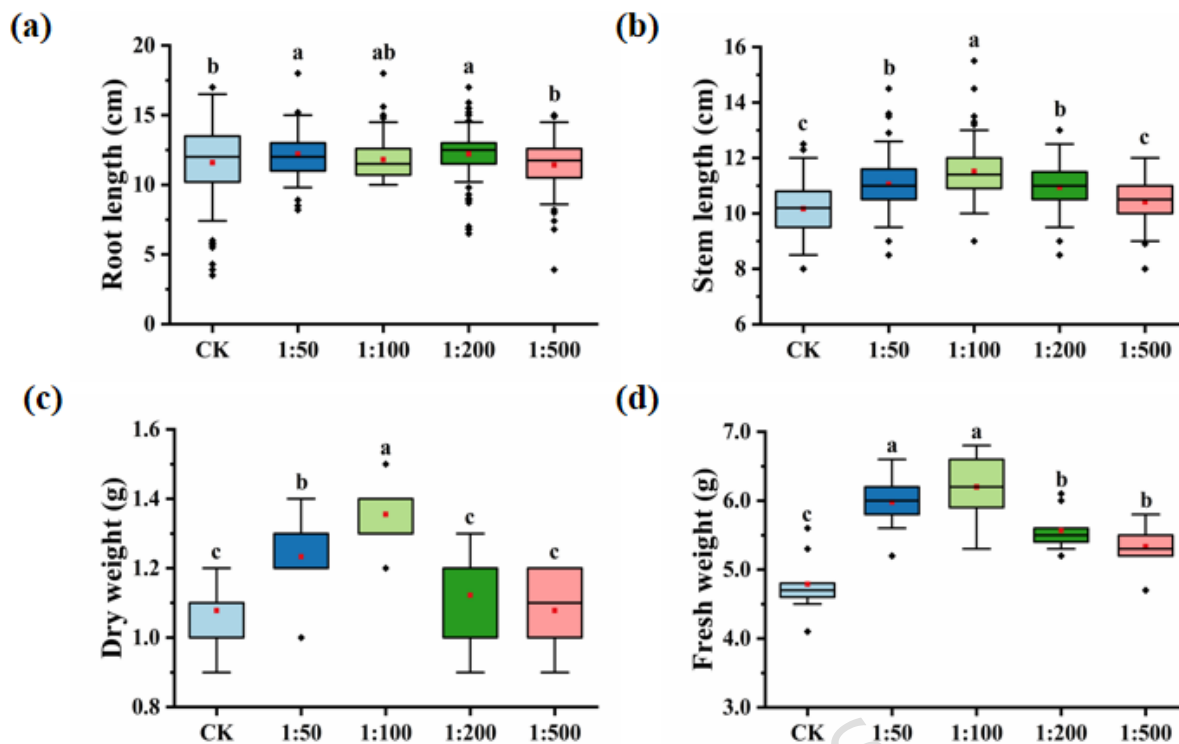 (a)
Root length (cm)
20
15
10
5
0
b
a
ab
a
b
CK 1:50 1:100 1:200 1:500
(b)
Stem length (cm)
16
14
12
10
8
6
c
b
a
b
c
CK 1:50 1:100 1:200 1:500
(c)
Dry weight (g)
1.6
1.4
1.2
1.0
0.8
c
b
a
c
c
CK 1:50 1:100 1:200 1:500
(d)
Fresh weight (g)
7.0
6.0
5.0
4.0
3.0
c
a
a
b
b
CK 1:50 1:100 1:200 1:500